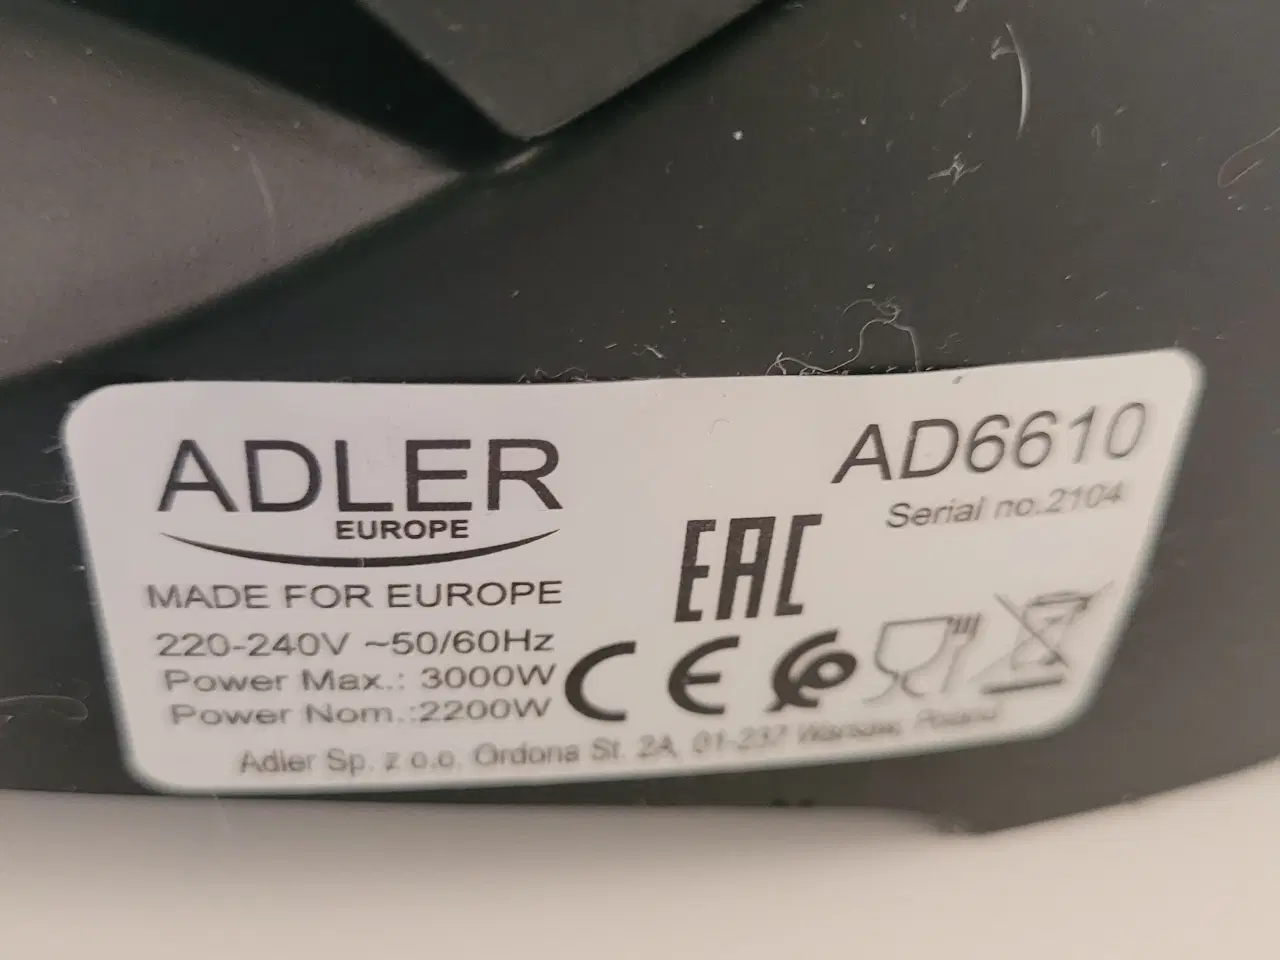 ADLER
EUROPE
MADE FOR EUROPE
220-240V ~50/60Hz
Power Max.: 3000W
Power Nom.:2200W
AD6610
Serial no.2104
EAC
CE
Adler Sp. z o.o. Ordona St. 2A, 01-237 Warsaw, Poland